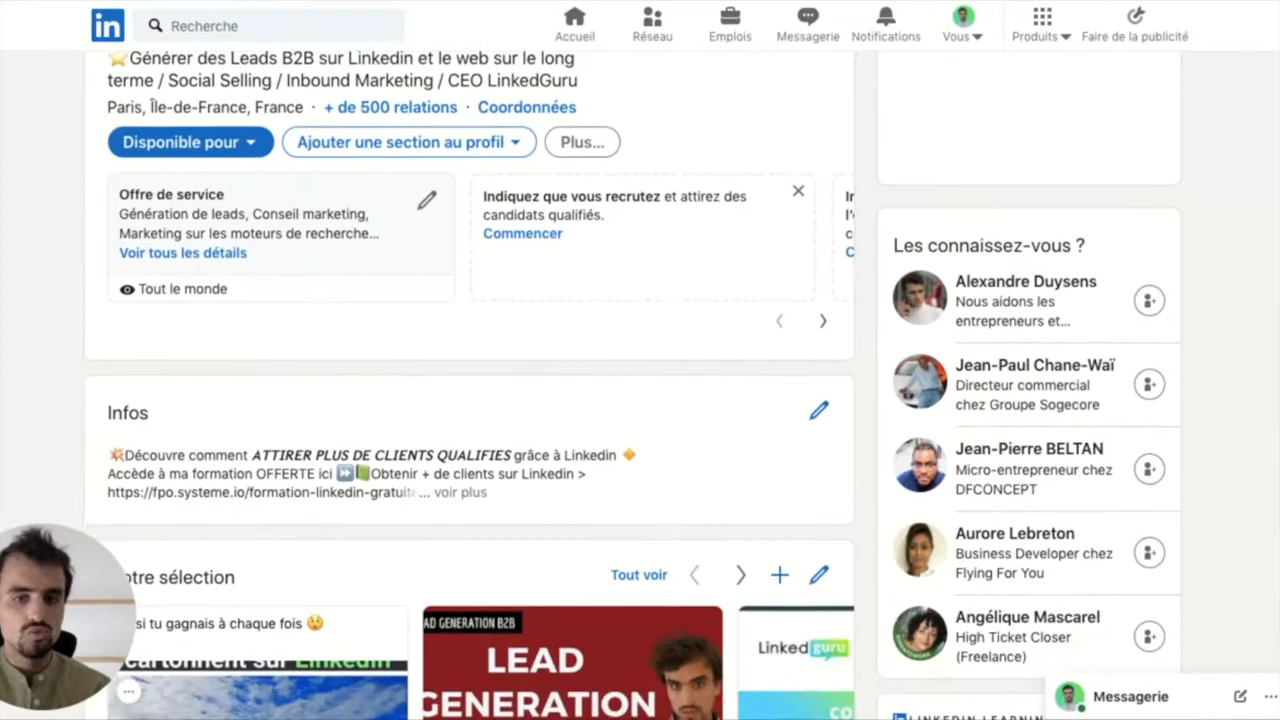 in
Recherche
Accueil
Réseau
Emplois
Messagerie
Notifications
Vous
Produits
Faire de la publicité
⭐Générer des Leads B2B sur Linkedin et le web sur le long
terme / Social Selling / Inbound Marketing / CEO LinkedGuru
Paris, Île-de-France, France · + de 500 relations · Coordonnées
Disponible pour
Ajouter une section au profil
Plus...
Offre de service
Génération de leads, Conseil marketing,
Marketing sur les moteurs de recherche...
Voir tous les détails
Tout le monde
Indiquez que vous recrutez et attirez des
candidats qualifiés.
Commencer
Infos
💥Découvre comment ATTIRER PLUS DE CLIENTS QUALIFIES grâce à Linkedin 🔸
Accède à ma formation OFFERTE ici ⏩📗Obtenir + de clients sur Linkedin >
https://fpo.systeme.io/formation-linkedin-gratuite... voir plus
otre sélection
Tout voir
si tu gagnais à chaque fois 😲
cartonnent sur Linkedin
AD GENERATION B2B
LEAD
GENERATION
Linkedguru
CO
Les connaissez-vous ?
Alexandre Duysens
Nous aidons les
entrepreneurs et...
Jean-Paul Chane-Waï
Directeur commercial
chez Groupe Sogecore
Jean-Pierre BELTAN
Micro-entrepreneur chez
DFCONCEPT
Aurore Lebreton
Business Developer chez
Flying For You
Angélique Mascarel
High Ticket Closer
(Freelance)
LINKEDIN LEARNIN
Messagerie